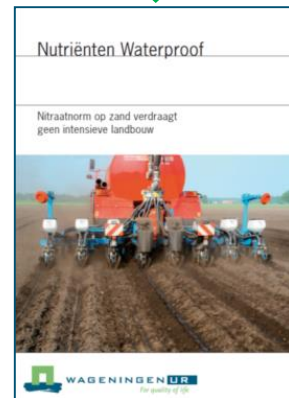 Nutriënten Waterproof
Nitraatnorm op zand verdraagt
geen intensieve landbouw
WAGENINGEN UR
For quality of life